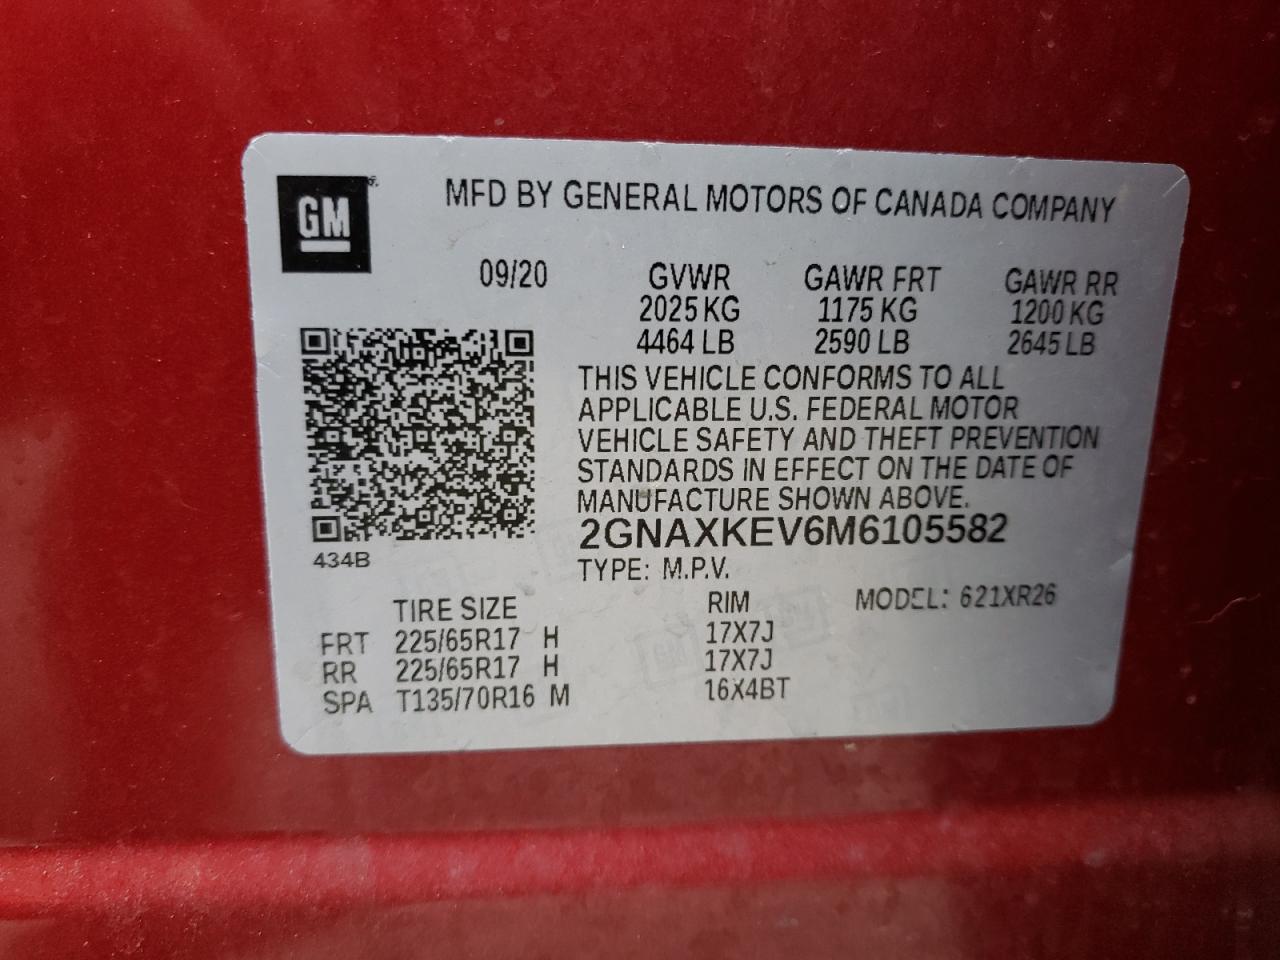 GM
MFD BY GENERAL MOTORS OF CANADA COMPANY
09/20 GVWR GAWR FRT GAWR RR
2025 KG 1175 KG 1200 KG
4464 LB 2590 LB 2645 LB
THIS VEHICLE CONFORMS TO ALL
APPLICABLE U.S. FEDERAL MOTOR
VEHICLE SAFETY AND THEFT PREVENTION
STANDARDS IN EFFECT ON THE DATE OF
MANUFACTURE SHOWN ABOVE.
2GNAXKEV6M6105582
434B
TYPE: M.P.V.
TIRE SIZE RIM MODEL: 621XR26
FRT 225/65R17 H 17X7J
RR 225/65R17 H 17X7J
SPA T135/70R16 M 16X4BT